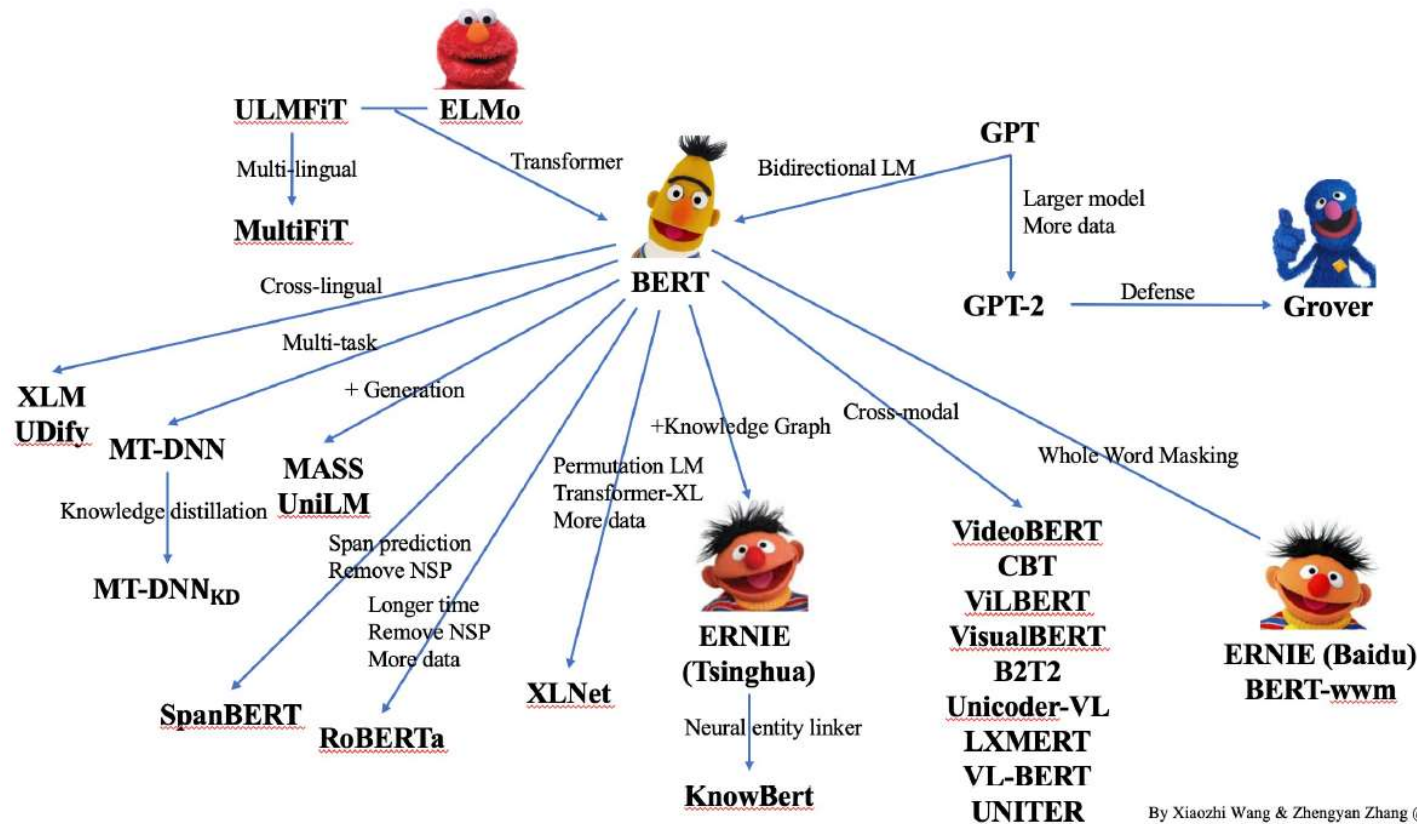 ULMFiT
ELMo
GPT
Multi-lingual
Transformer
Bidirectional LM
Larger model
More data
MultiFiT
BERT
GPT-2
Defense
Grover
Cross-lingual
Multi-task
+ Generation
XLM
UDify
MT-DNN
MASS
UniLM
Knowledge distillation
MT-DNNKD
Span prediction
Remove NSP
Longer time
Remove NSP
More data
Permutation LM
Transformer-XL
More data
+Knowledge Graph
Cross-modal
Whole Word Masking
SpanBERT
RoBERTa
XLNet
ERNIE
(Tsinghua)
Neural entity linker
KnowBert
VideoBERT
CBT
ViLBERT
VisualBERT
B2T2
Unicoder-VL
LXMERT
VL-BERT
UNITER
ERNIE (Baidu)
BERT-wwm
By Xiaozhi Wang & Zhengyan Zhang @